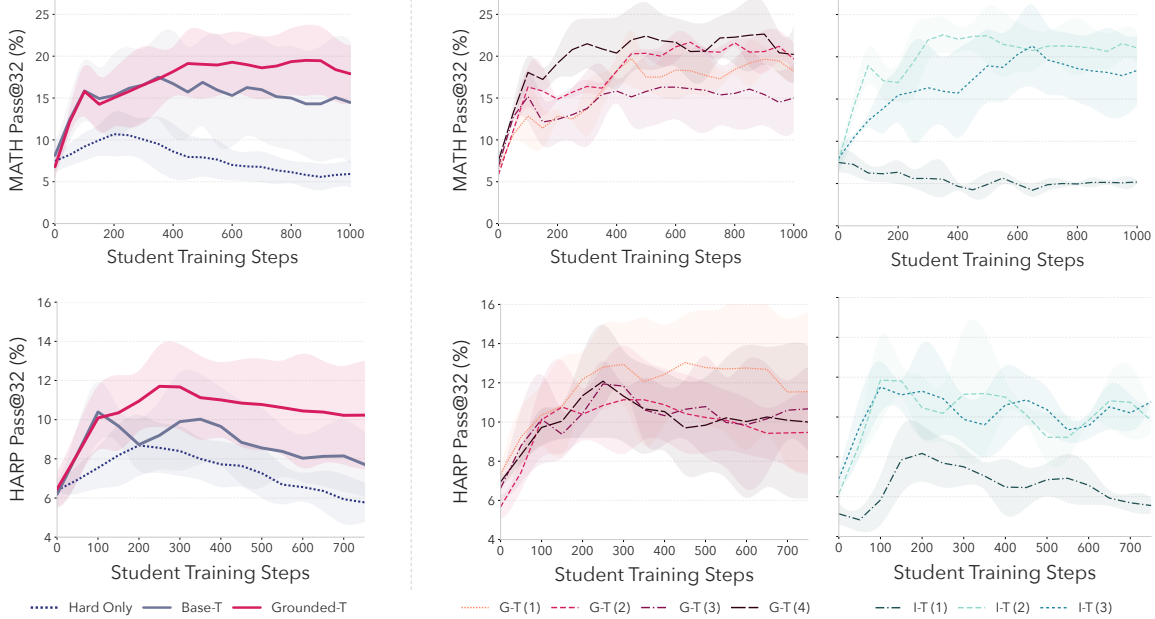 MATH Pass@32 (%)
25
20
15
10
5
0
0 200 400 600 800 1000
Student Training Steps
MATH Pass@32 (%)
25
20
15
10
5
0
0 200 400 600 800 1000
Student Training Steps
0 200 400 600 800 1000
Student Training Steps
HARP Pass@32 (%)
16
14
12
10
8
6
4
0 100 200 300 400 500 600 700
Student Training Steps
HARP Pass@32 (%)
16
14
12
10
8
6
4
0 100 200 300 400 500 600 700
Student Training Steps
0 100 200 300 400 500 600 700
Student Training Steps
Hard Only Base-T Grounded-T
G-T (1) G-T (2) G-T (3) G-T (4)
I-T (1) I-T (2) I-T (3)